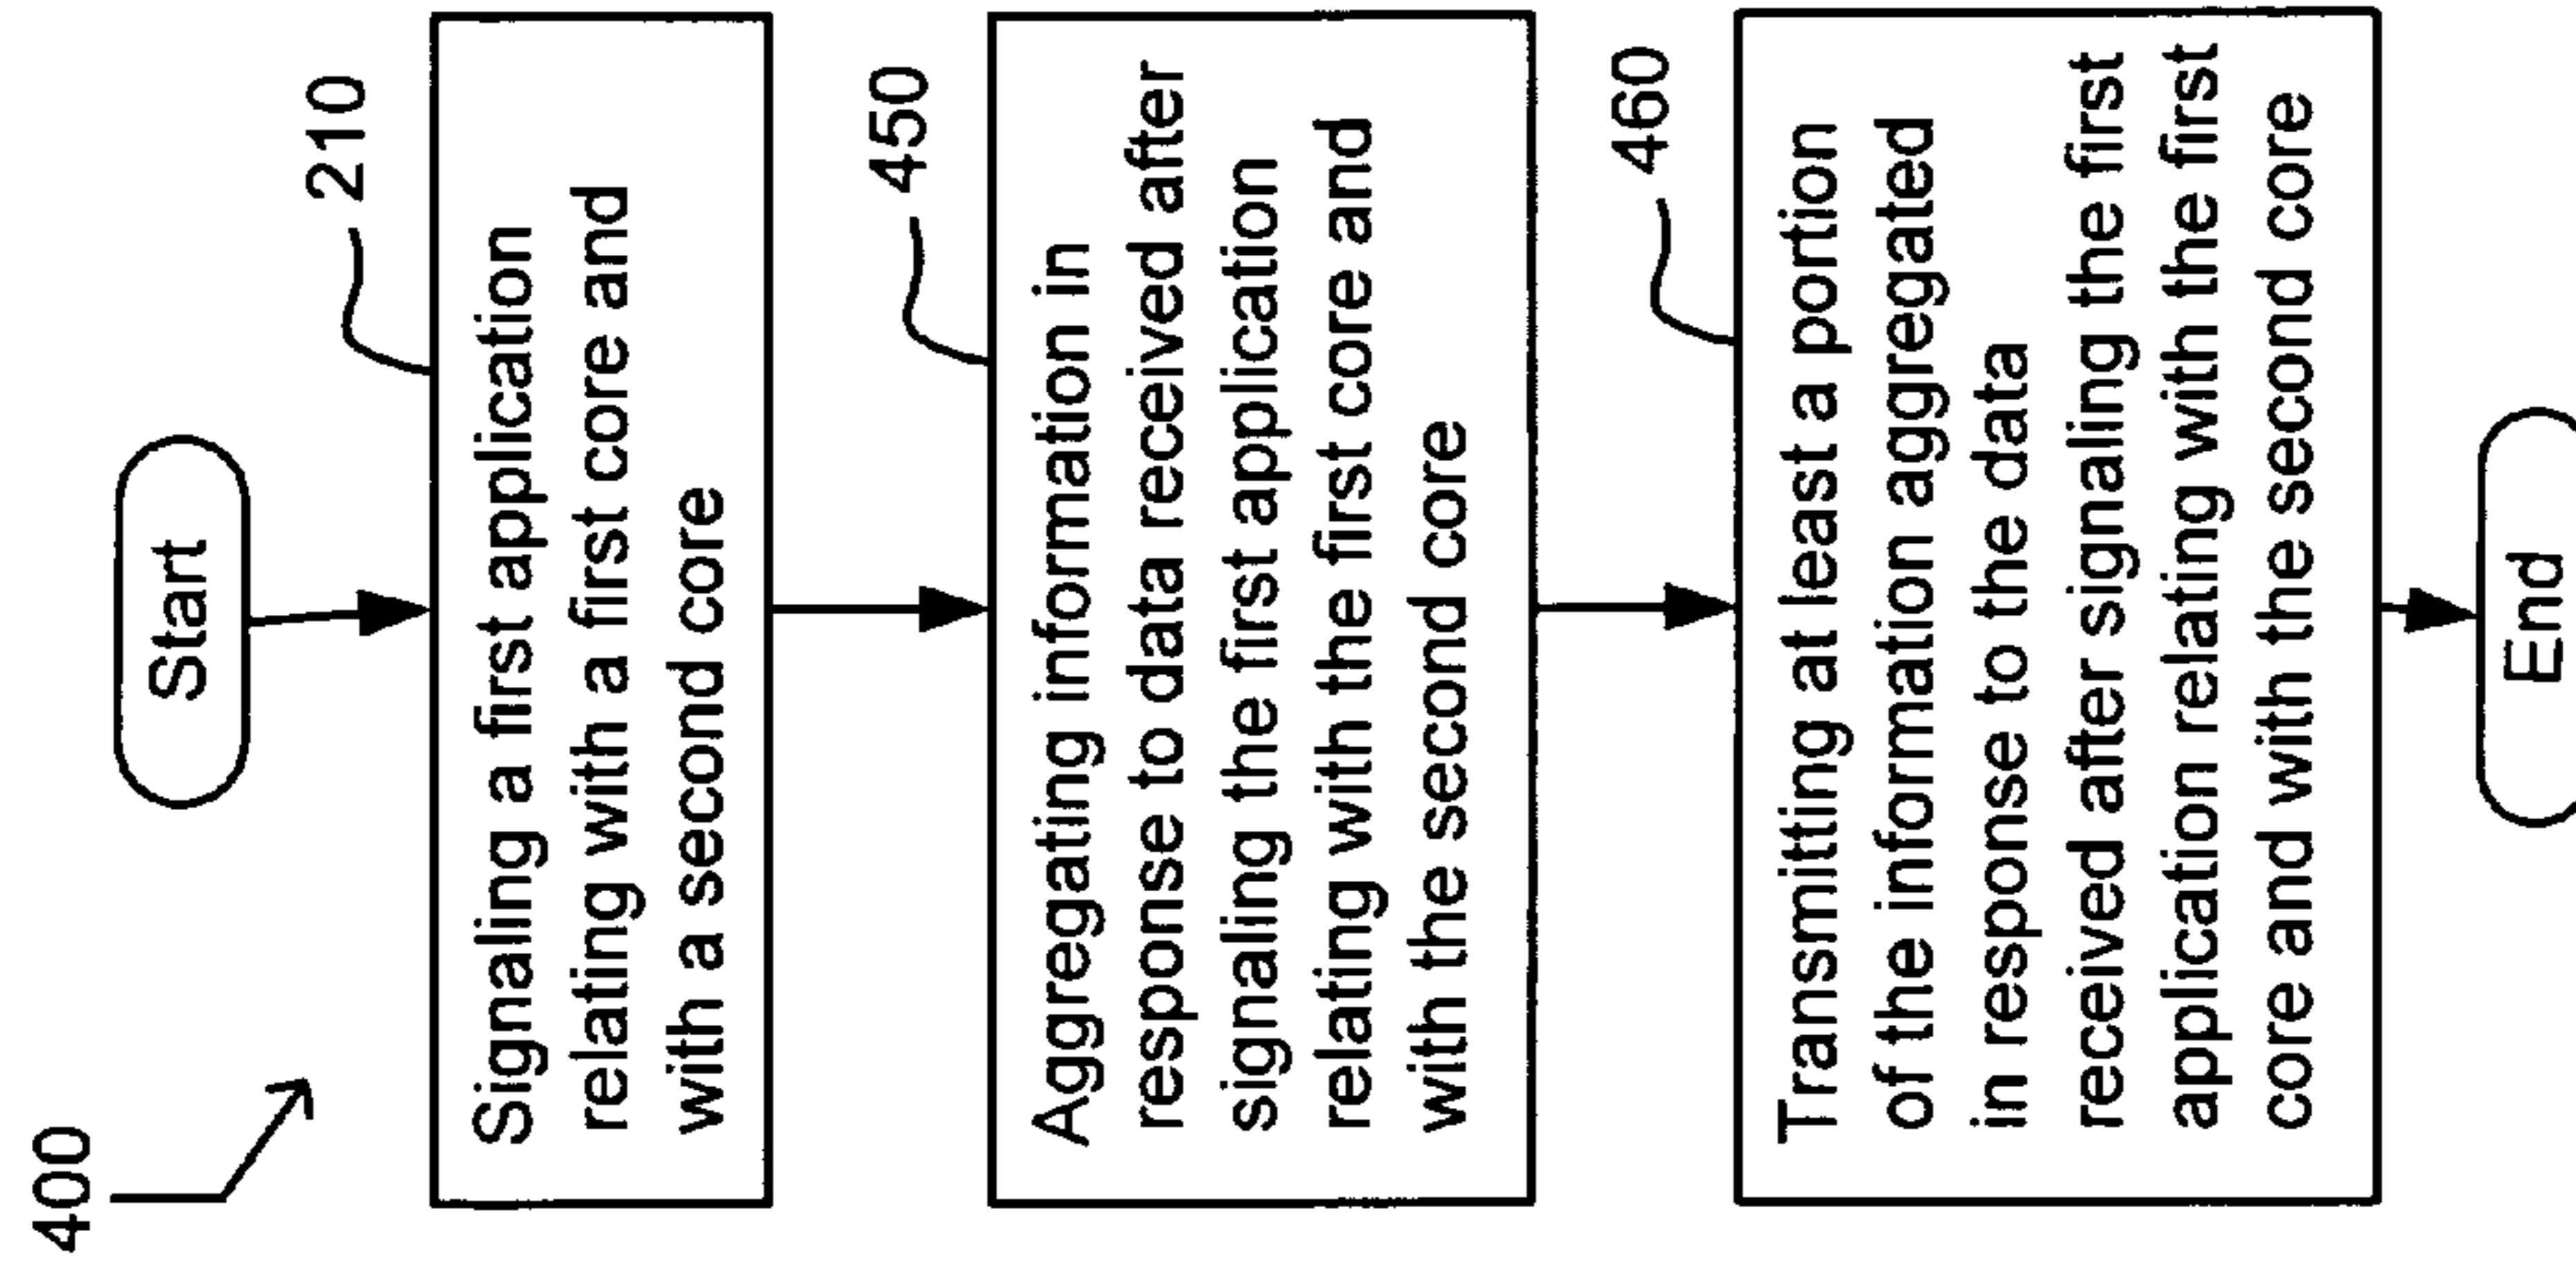 400
Start
210
Signaling a first application
relating with a first core and
with a second core
450
Aggregating information in
response to data received after
signaling the first application
relating with the first core and
with the second core
460
Transmitting at least a portion
of the information aggregated
in response to the data
received after signaling the first
application relating with the first
core and with the second core
End